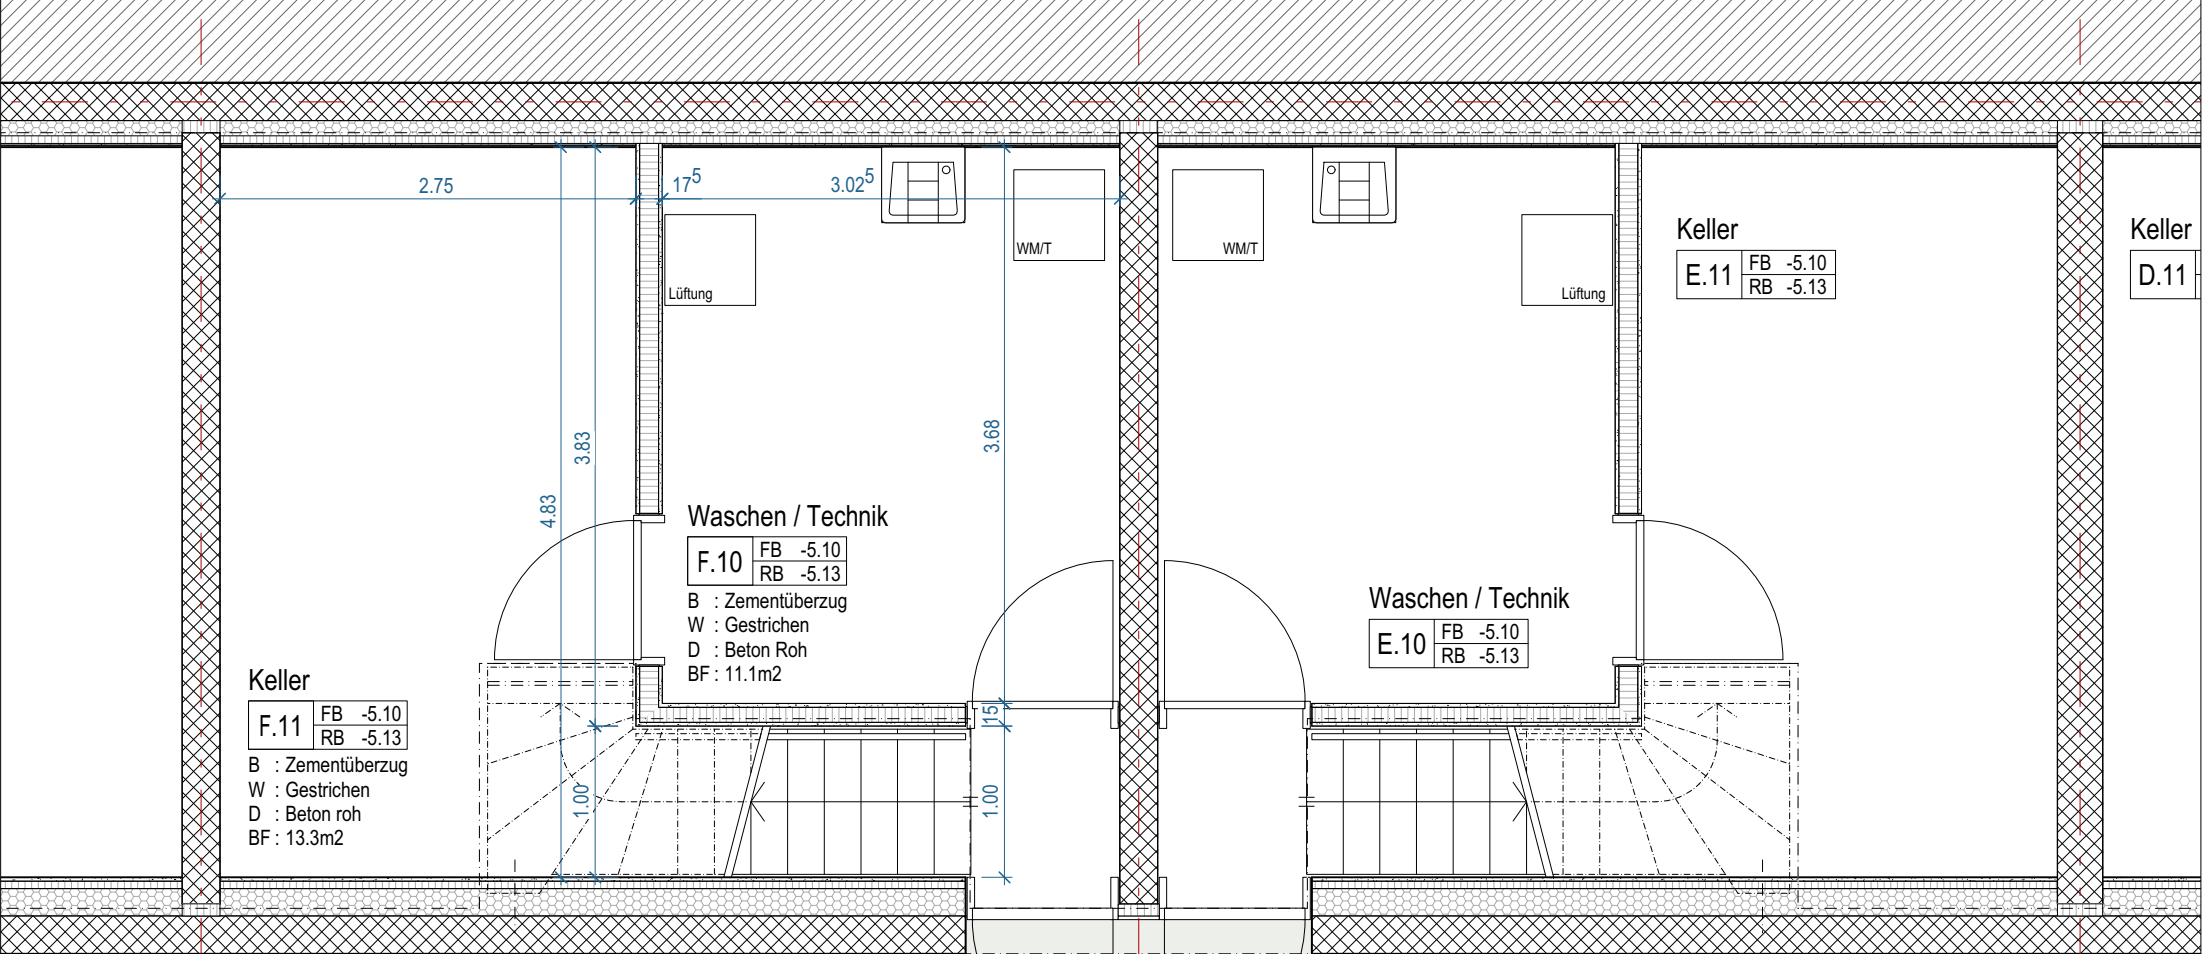 2.75
17⁵
3.02⁵
WM/T
WM/T
Lüftung
Lüftung
Keller
E.11
FB -5.10
RB -5.13
Keller
D.11
3.83
4.83
3.68
Waschen / Technik
F.10
FB -5.10
RB -5.13
B : Zementüberzug
W : Gestrichen
D : Beton Roh
BF : 11.1m2
Waschen / Technik
E.10
FB -5.10
RB -5.13
Keller
F.11
FB -5.10
RB -5.13
B : Zementüberzug
W : Gestrichen
D : Beton roh
BF : 13.3m2
15
1.00
1.00